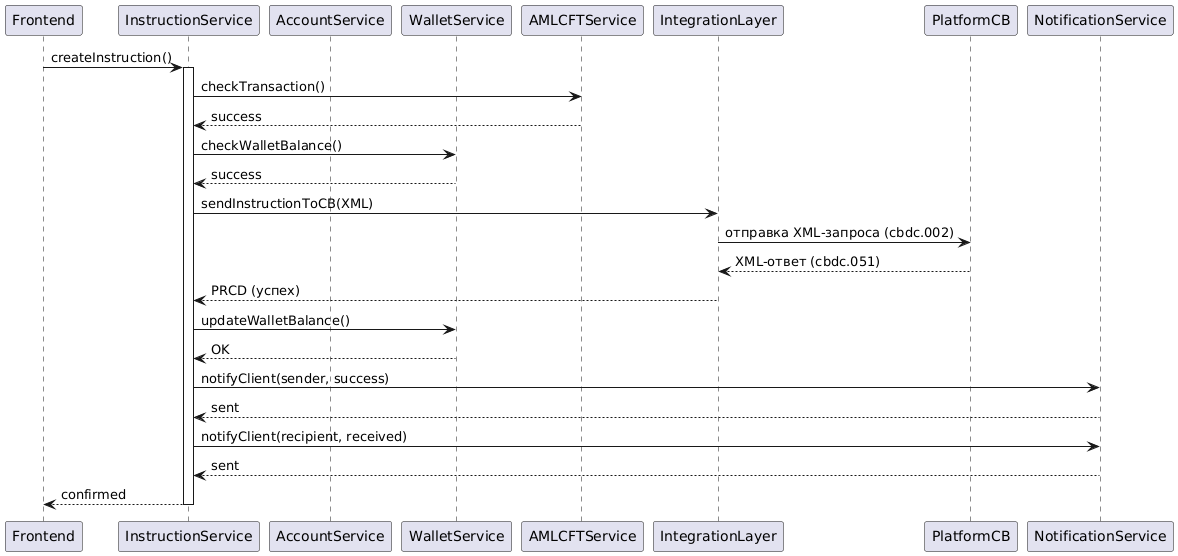 Frontend InstructionService AccountService WalletService AMLCFTService IntegrationLayer PlatformCB NotificationService
createInstruction()
checkTransaction()
success
checkWalletBalance()
success
sendInstructionToCB(XML)
отправка XML-запроса (cbdc.002)
XML-ответ (cbdc.051)
PRCD (успех)
updateWalletBalance()
OK
notifyClient(sender, success)
sent
notifyClient(recipient, received)
sent
confirmed
Frontend InstructionService AccountService WalletService AMLCFTService IntegrationLayer PlatformCB NotificationService